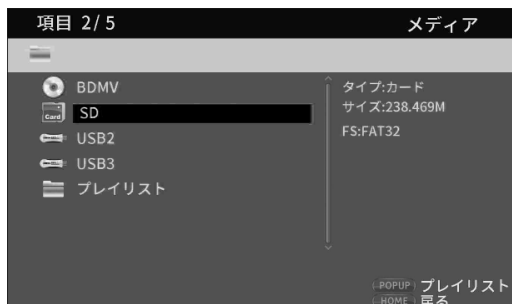 項目 2/5
メディア
BDMV
Card
SD
USB2
USB3
プレイリスト
タイプ:カード
サイズ:238.469M
FS:FAT32
POPUP プレイリスト
HOME 戻る